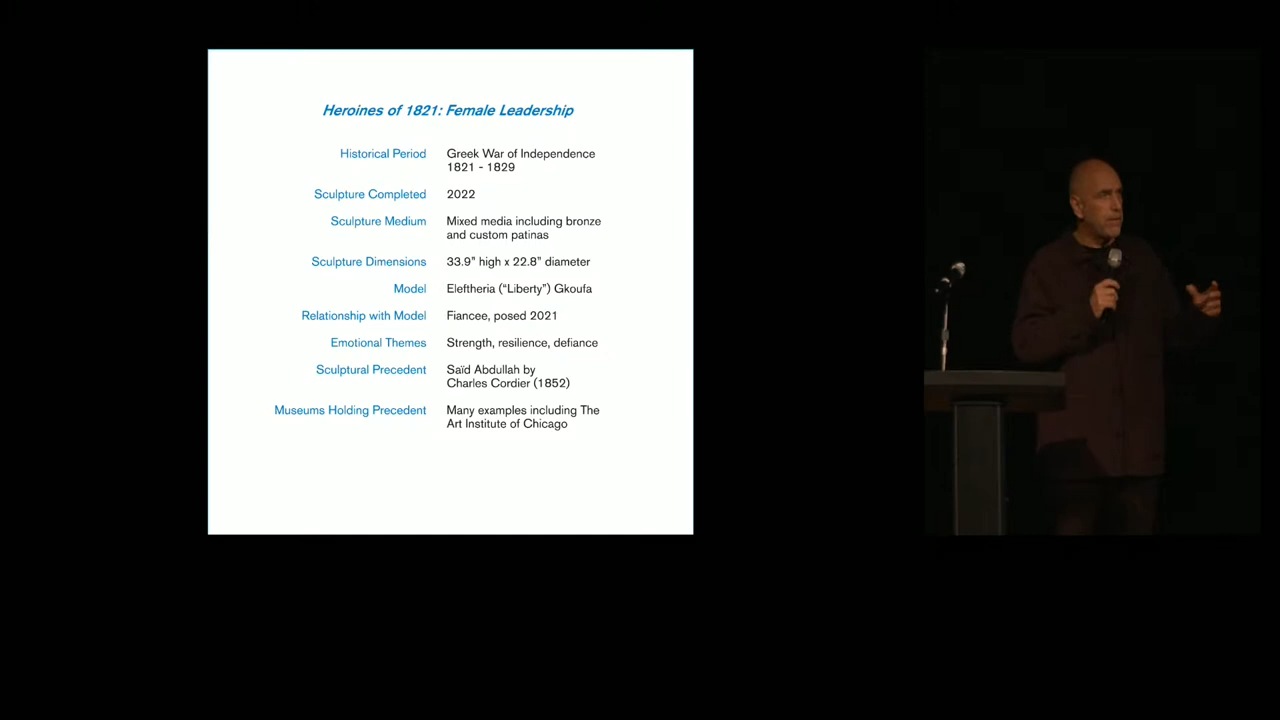 Heroines of 1821: Female Leadership
Historical Period Greek War of Independence
1821 - 1829
Sculpture Completed 2022
Sculpture Medium Mixed media including bronze
and custom patinas
Sculpture Dimensions 33.9" high x 22.8" diameter
Model Eleftheria ("Liberty") Gkoufa
Relationship with Model Fiancee, posed 2021
Emotional Themes Strength, resilience, defiance
Sculptural Precedent Saïd Abdullah by
Charles Cordier (1852)
Museums Holding Precedent Many examples including The
Art Institute of Chicago